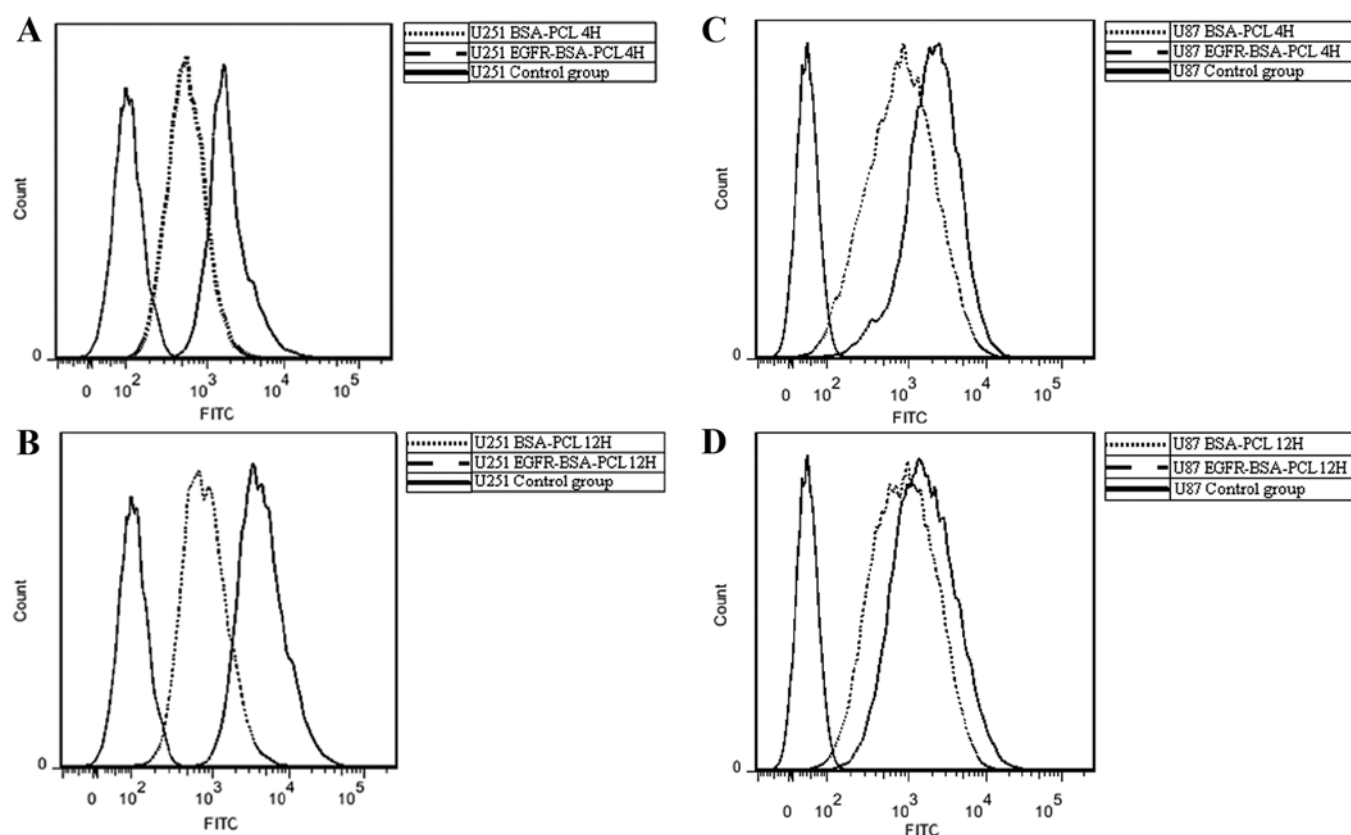 A
U251 BSA-PCL 4H
U251 EGFR-BSA-PCL 4H
U251 Control group
Count
0
0 10^2 10^3 10^4 10^5
FITC
B
U251 BSA-PCL 12H
U251 EGFR-BSA-PCL 12H
U251 Control group
Count
0
0 10^2 10^3 10^4 10^5
FITC
C
U87 BSA-PCL 4H
U87 EGFR-BSA-PCL 4H
U87 Control group
Count
0
0 10^2 10^3 10^4 10^5
FITC
D
U87 BSA-PCL 12H
U87 EGFR-BSA-PCL 12H
U87 Control group
Count
0
0 10^2 10^3 10^4 10^5
FITC